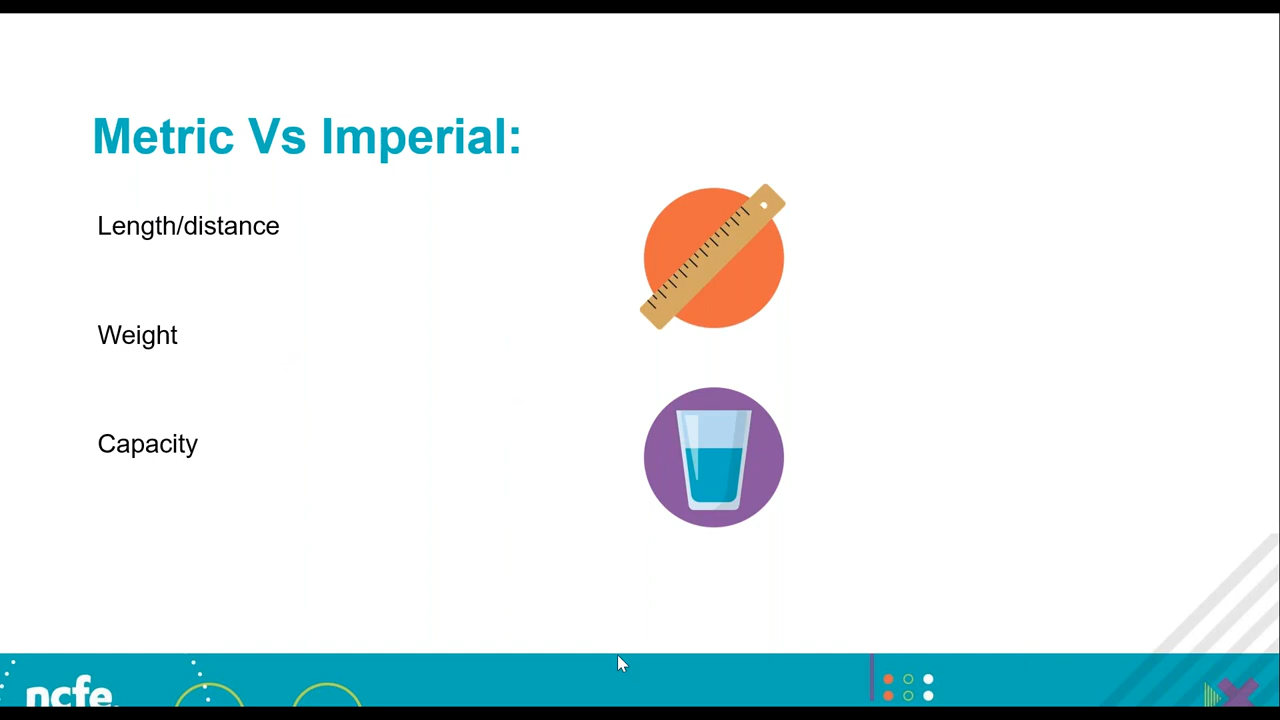 Metric Vs Imperial:
Length/distance
Weight
Capacity
ncfe.